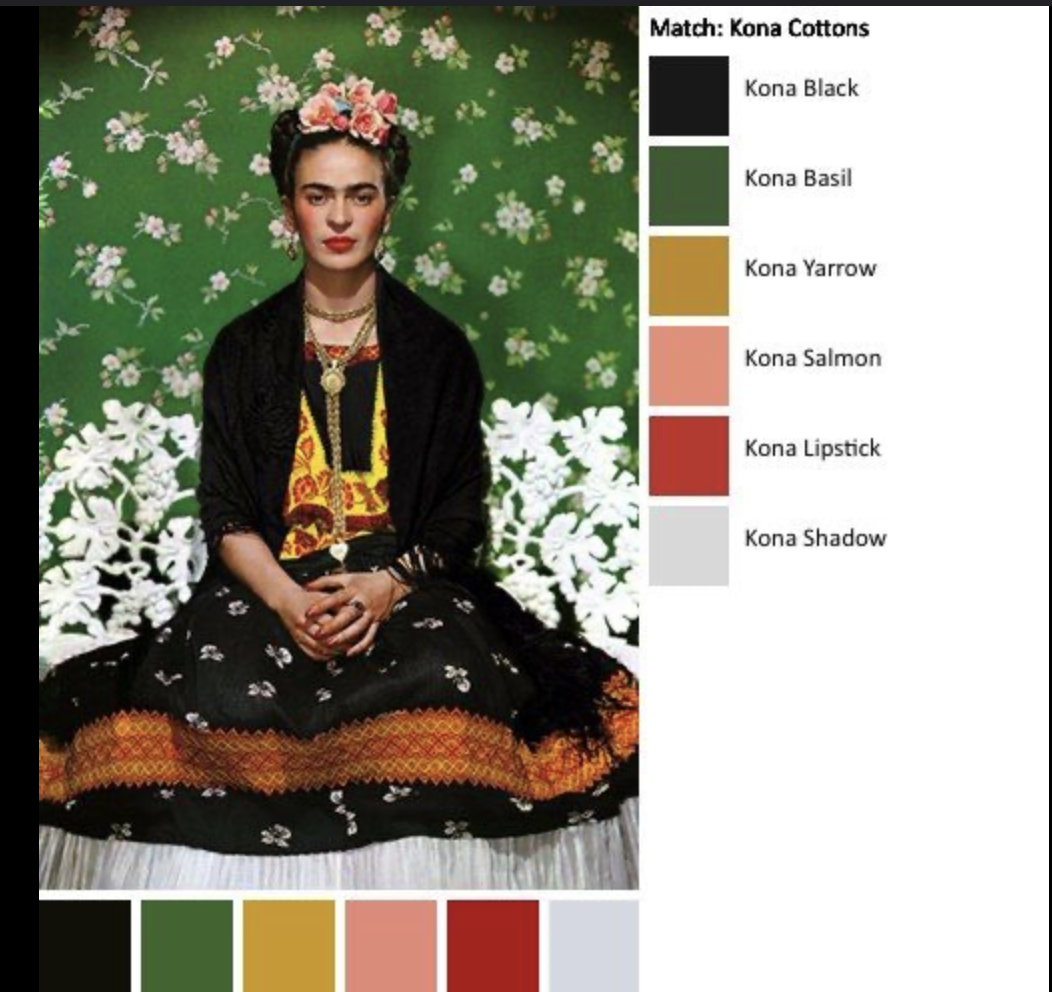 Match: Kona Cottons
Kona Black
Kona Basil
Kona Yarrow
Kona Salmon
Kona Lipstick
Kona Shadow